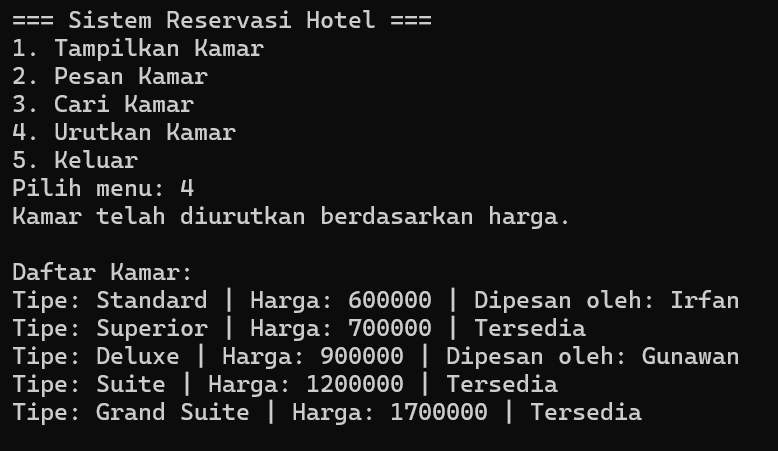 === Sistem Reservasi Hotel ===
1. Tampilkan Kamar
2. Pesan Kamar
3. Cari Kamar
4. Urutkan Kamar
5. Keluar
Pilih menu: 4
Kamar telah diurutkan berdasarkan harga.
Daftar Kamar:
Tipe: Standard | Harga: 600000 | Dipesan oleh: Irfan
Tipe: Superior | Harga: 700000 | Tersedia
Tipe: Deluxe | Harga: 900000 | Dipesan oleh: Gunawan
Tipe: Suite | Harga: 1200000 | Tersedia
Tipe: Grand Suite | Harga: 1700000 | Tersedia